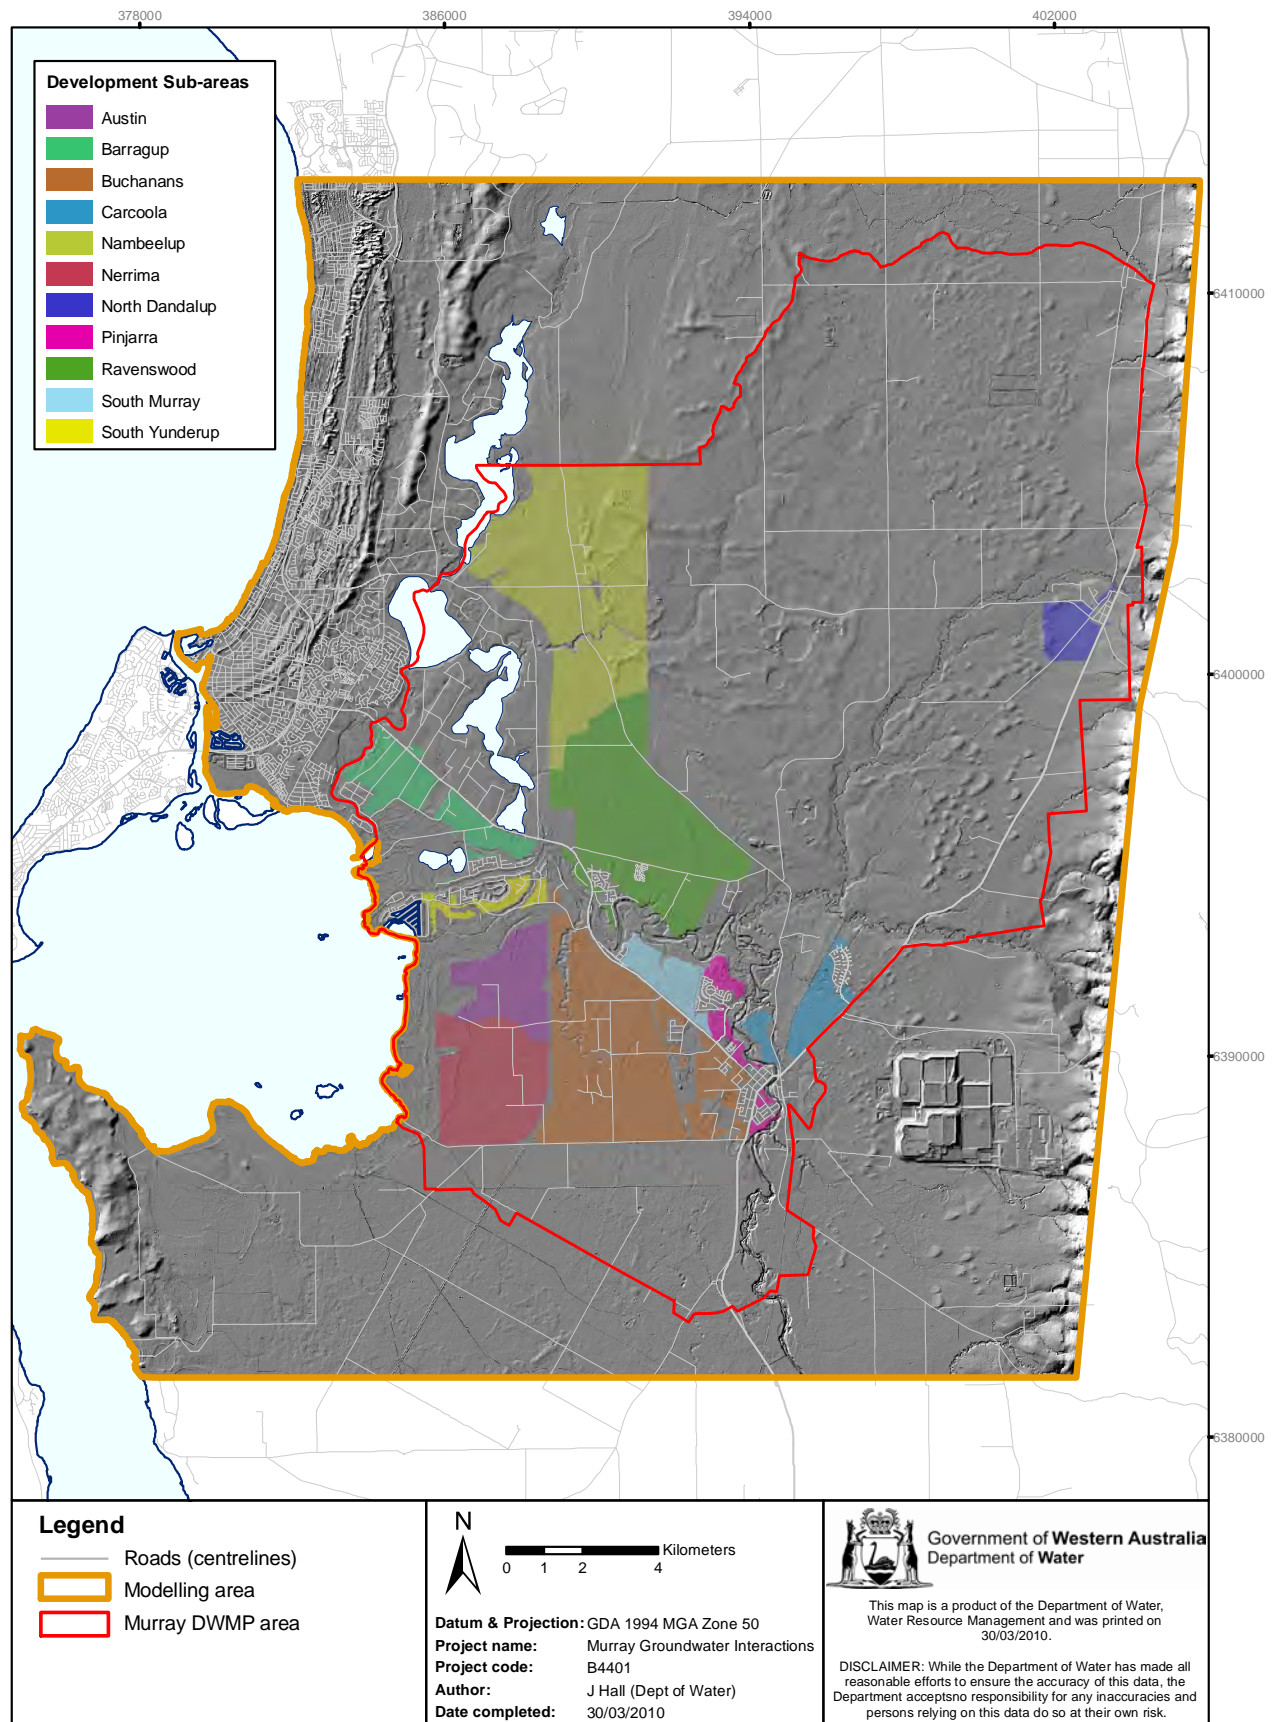 378000
386000
394000
402000
Development Sub-areas
Austin
Barragup
Buchanans
Carcoola
Nambeelup
Nerrima
North Dandalup
Pinjarra
Ravenswood
South Murray
South Yunderup
6410000
6400000
6390000
6380000
Legend
Roads (centrelines)
Modelling area
Murray DWMP area
N
Kilometers
0 1 2 4
Datum & Projection: GDA 1994 MGA Zone 50
Project name: Murray Groundwater Interactions
Project code: B4401
Author: J Hall (Dept of Water)
Date completed: 30/03/2010
Government of Western Australia
Department of Water
This map is a product of the Department of Water,
Water Resource Management and was printed on
30/03/2010.
DISCLAIMER: While the Department of Water has made all
reasonable efforts to ensure the accuracy of this data, the
Department acceptsno responsibility for any inaccuracies and
persons relying on this data do so at their own risk.